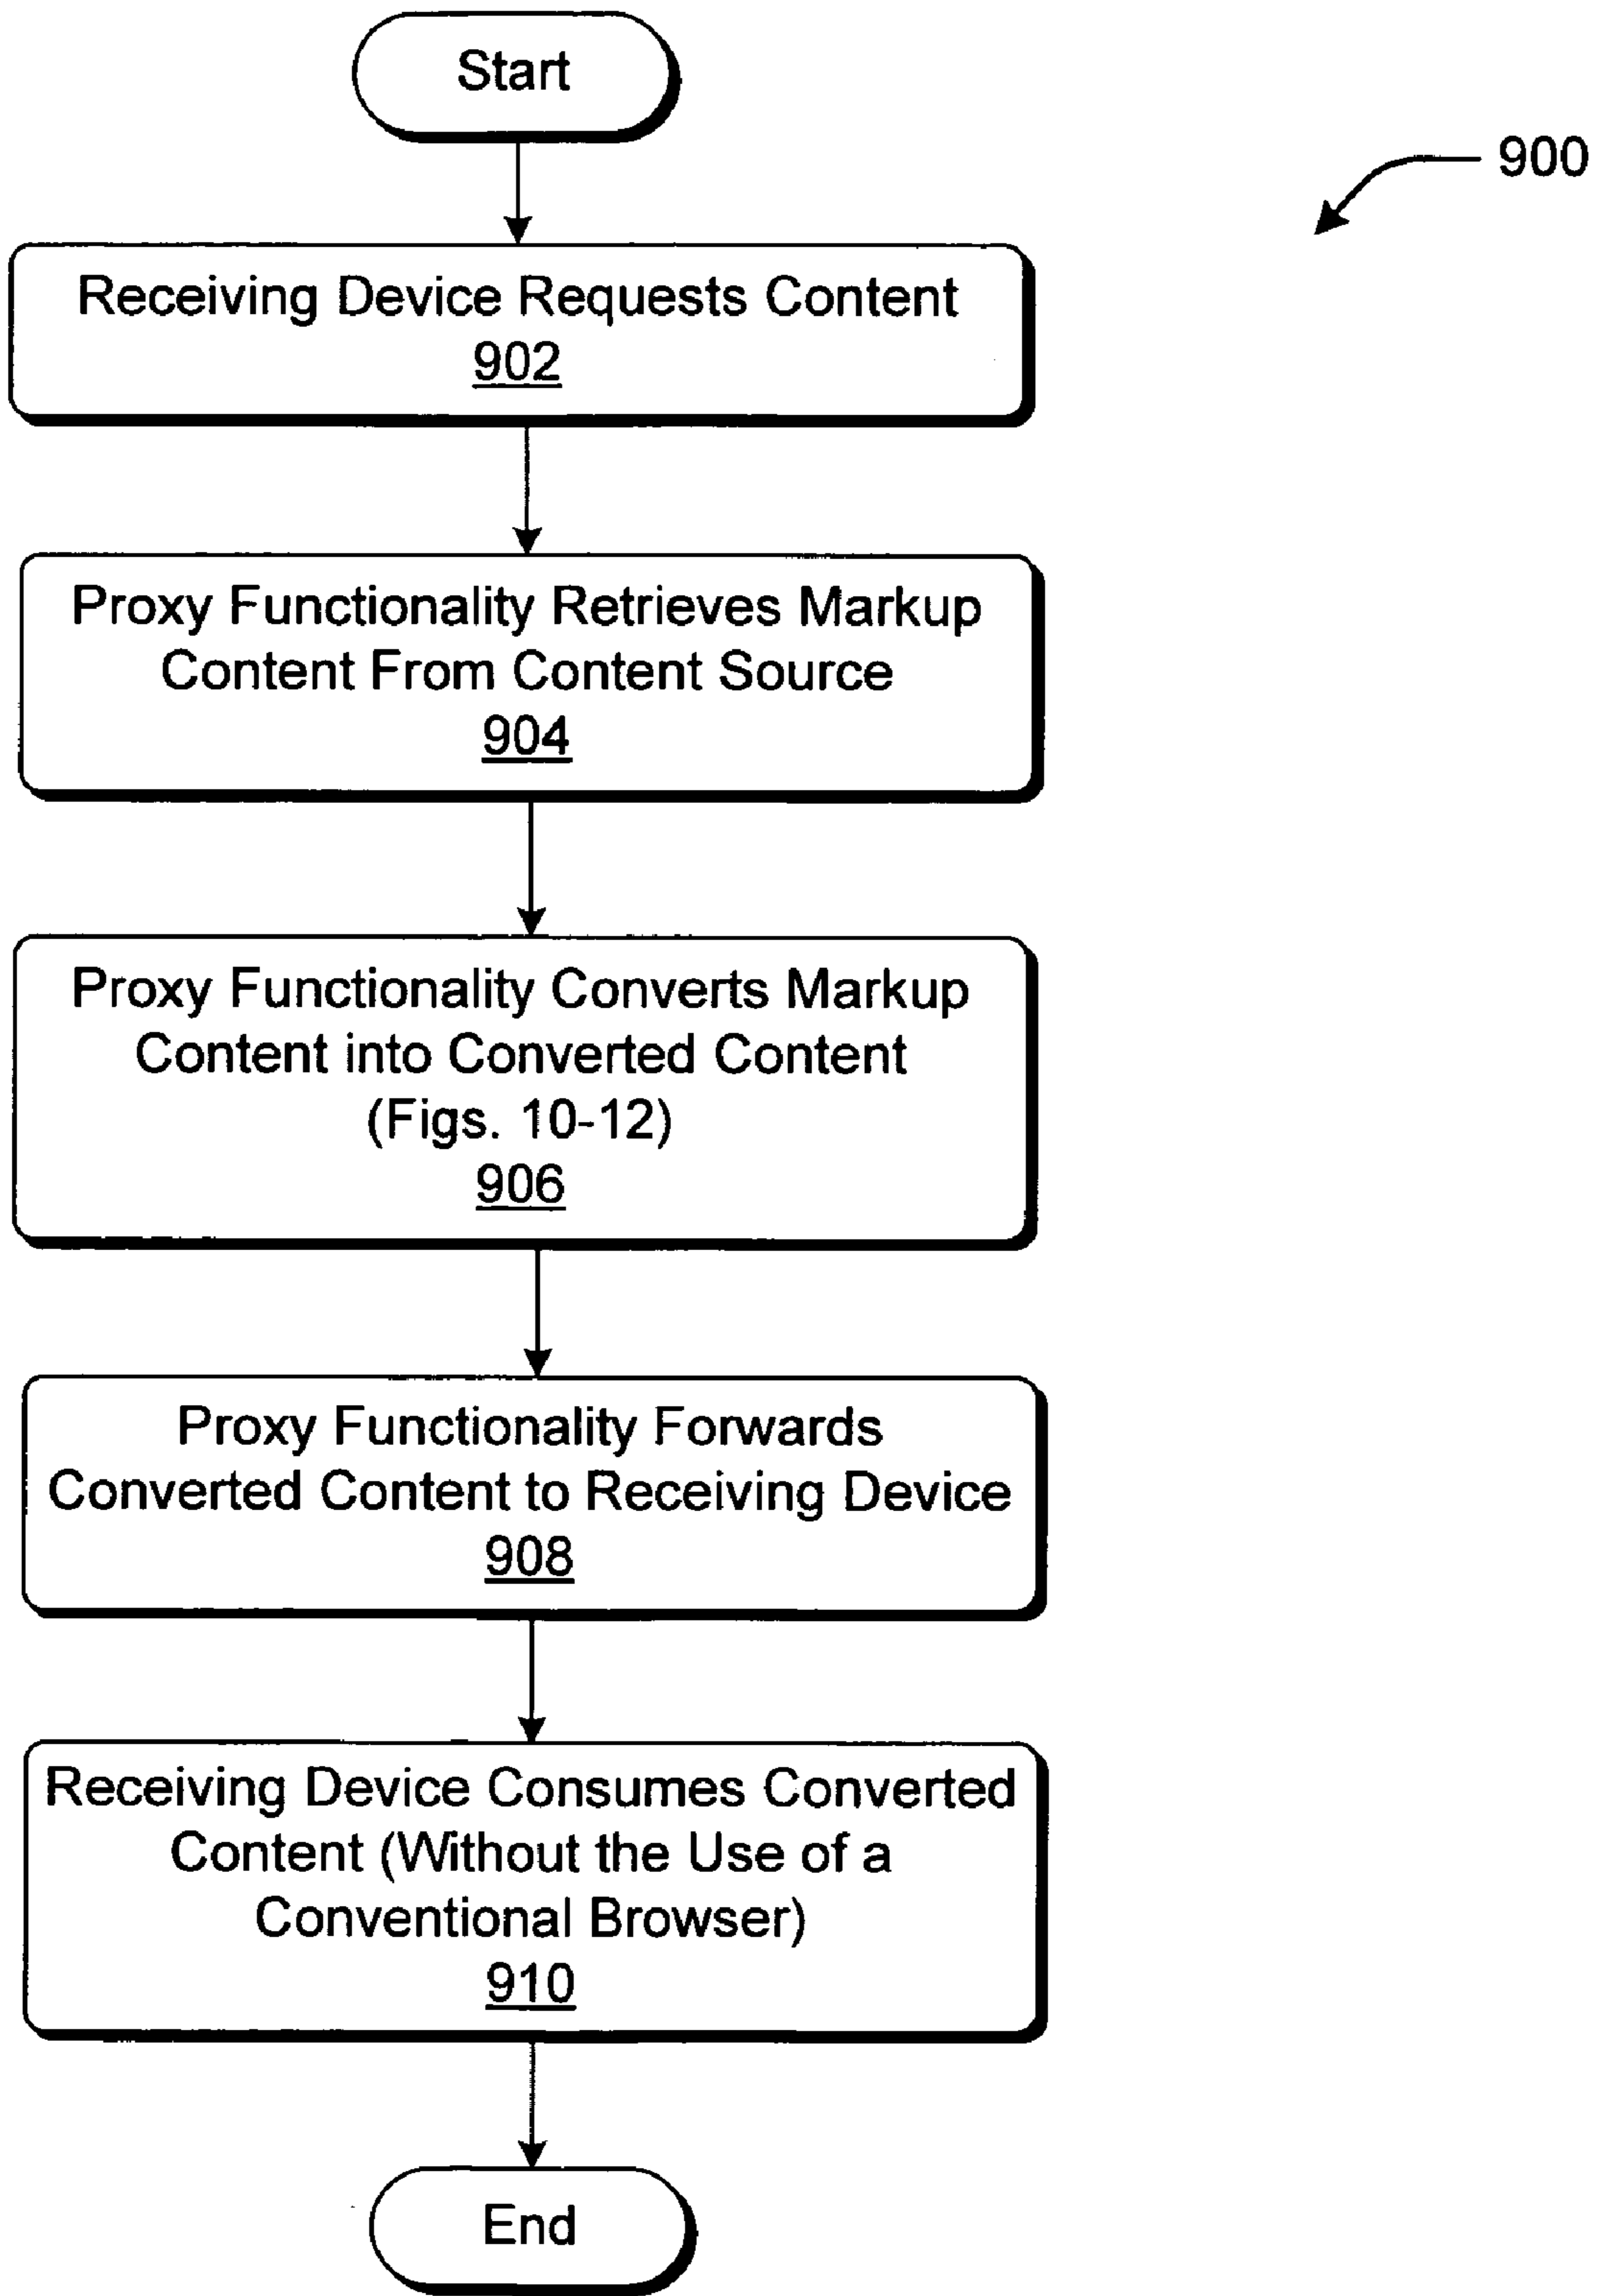 Start
900
Receiving Device Requests Content
902
Proxy Functionality Retrieves Markup
Content From Content Source
904
Proxy Functionality Converts Markup
Content into Converted Content
(Figs. 10-12)
906
Proxy Functionality Forwards
Converted Content to Receiving Device
908
Receiving Device Consumes Converted
Content (Without the Use of a
Conventional Browser)
910
End